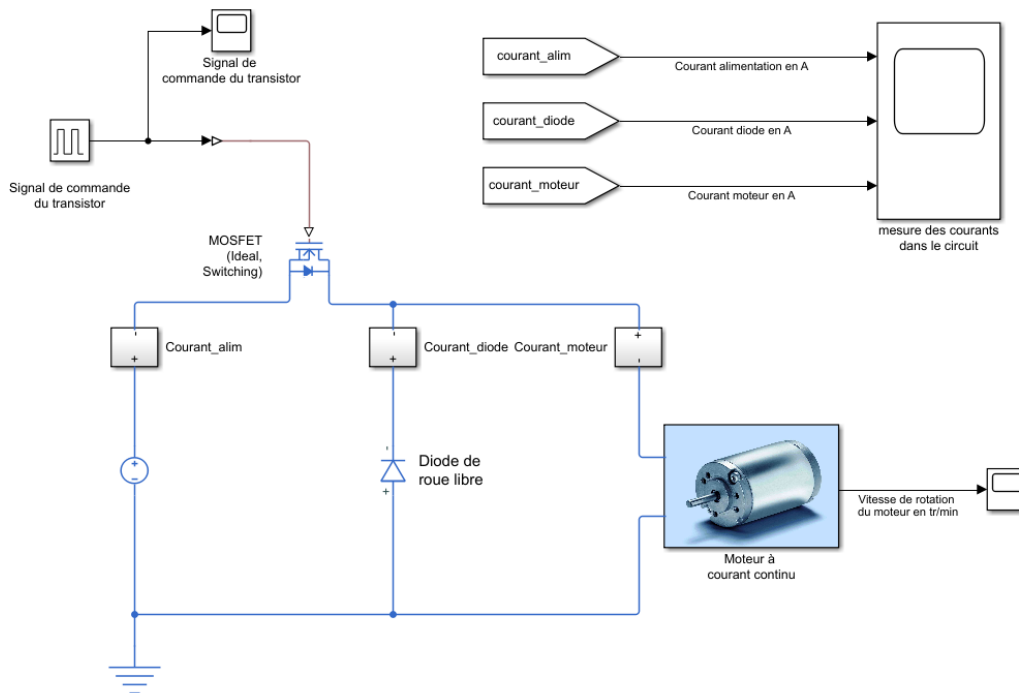 Signal de
commande du transistor
Signal de commande
du transistor
courant_alim
Courant alimentation en A
courant_diode
Courant diode en A
courant_moteur
Courant moteur en A
mesure des courants
dans le circuit
MOSFET
(Ideal,
Switching)
Courant_alim
Courant_diode
Courant_moteur
Diode de
roue libre
Vitesse de rotation
du moteur en tr/min
Moteur à
courant continu